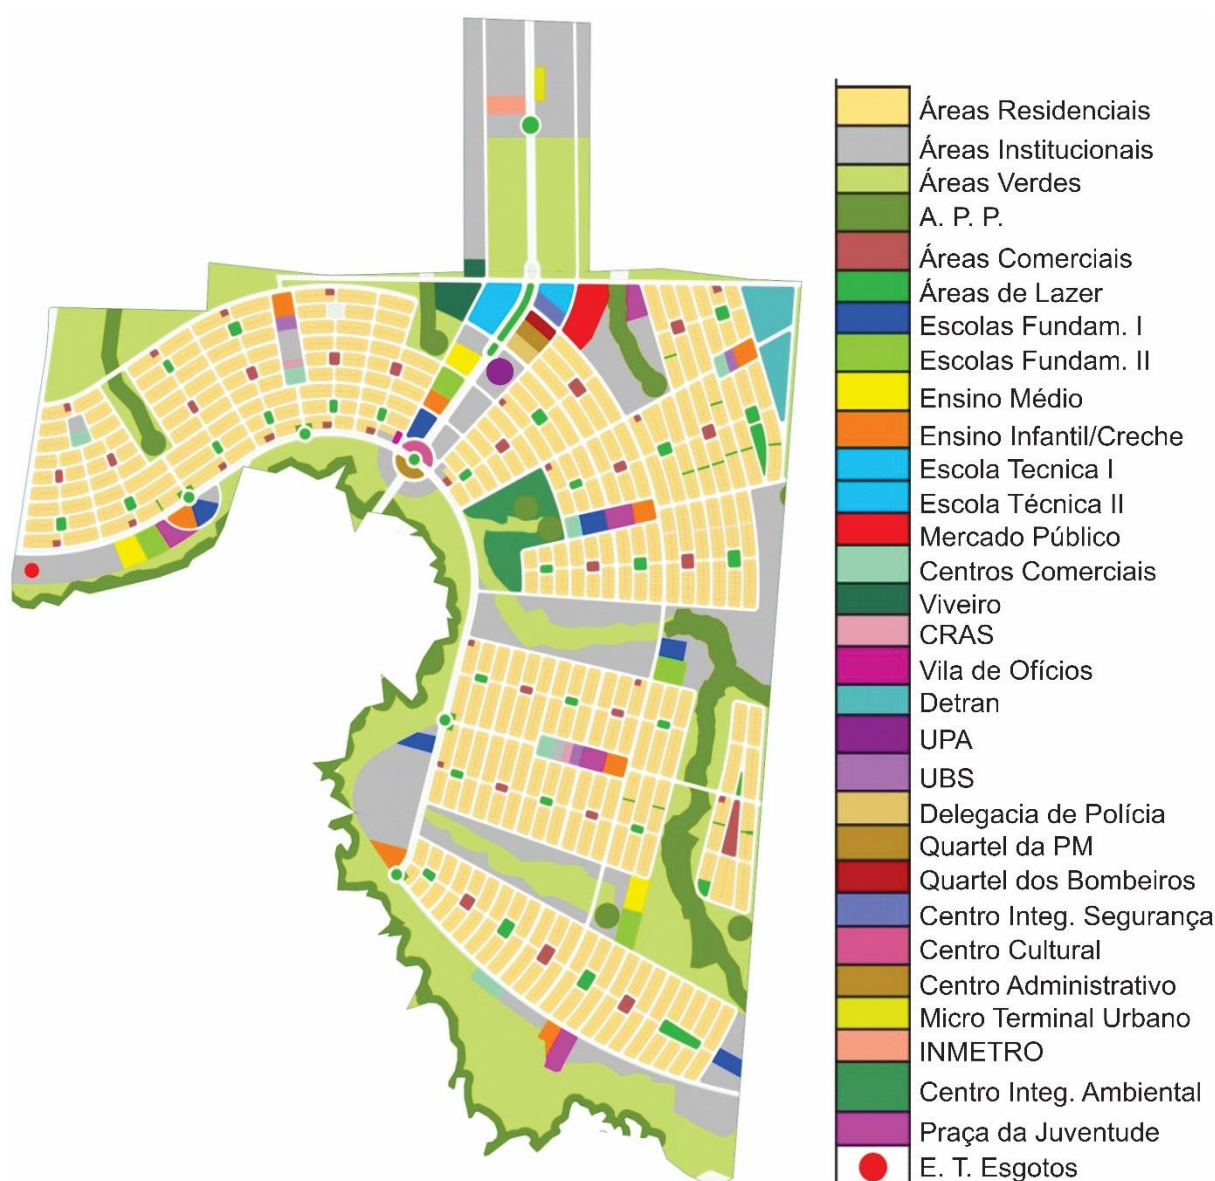 Áreas Residenciais
Áreas Institucionais
Áreas Verdes
A. P. P.
Áreas Comerciais
Áreas de Lazer
Escolas Fundam. I
Escolas Fundam. II
Ensino Médio
Ensino Infantil/Creche
Escola Tecnica I
Escola Técnica II
Mercado Público
Centros Comerciais
Viveiro
CRAS
Vila de Ofícios
Detran
UPA
UBS
Delegacia de Polícia
Quartel da PM
Quartel dos Bombeiros
Centro Integ. Segurança
Centro Cultural
Centro Administrativo
Micro Terminal Urbano
INMETRO
Centro Integ. Ambiental
Praça da Juventude
E. T. Esgotos